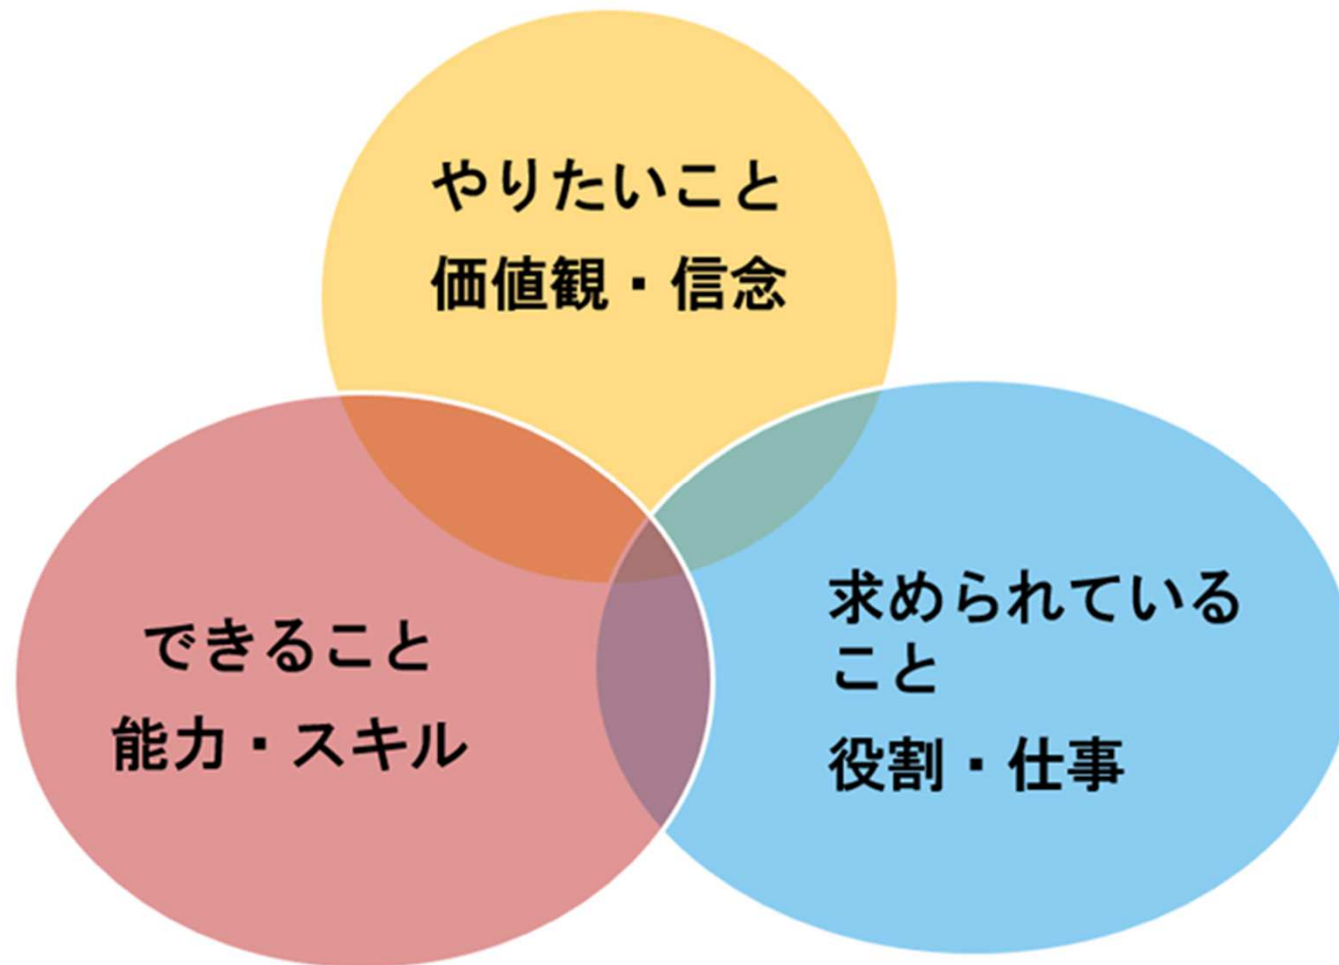 やりたいこと
価値観・信念
できること
能力・スキル
求められている
こと
役割・仕事